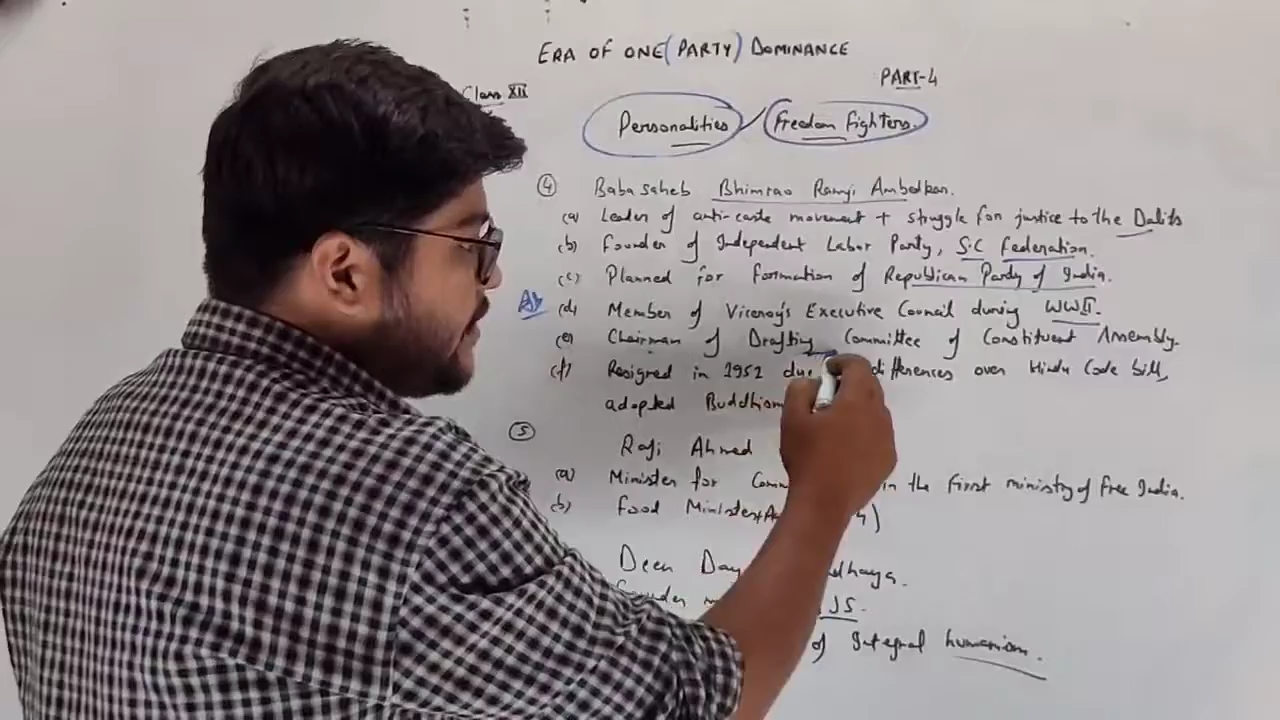 ERA OF ONE (PARTY) DOMINANCE
PART-4
Class XII
Personalities / Freedom fighters
④ Baba saheb Bhimrao Ramji Ambedkar.
(a) Leader of anti-caste movement + struggle for justice to the Dalits
(b) Founder of Independent Labor Party, S.C Federation.
(c) Planned for formation of Republican Party of India.
(d) Member of Viceroy's Executive Council during WWII.
(e) Chairman of Drafting Committee of Constituent Assembly.
(f) Resigned in 1951 due differences over Hindu Code bill,
adopted Buddhism
⑤ Rafi Ahmed
(a) Minister for in the first ministry of free India.
(b) Food Minister
Deen
JS.
of Integral humanism.